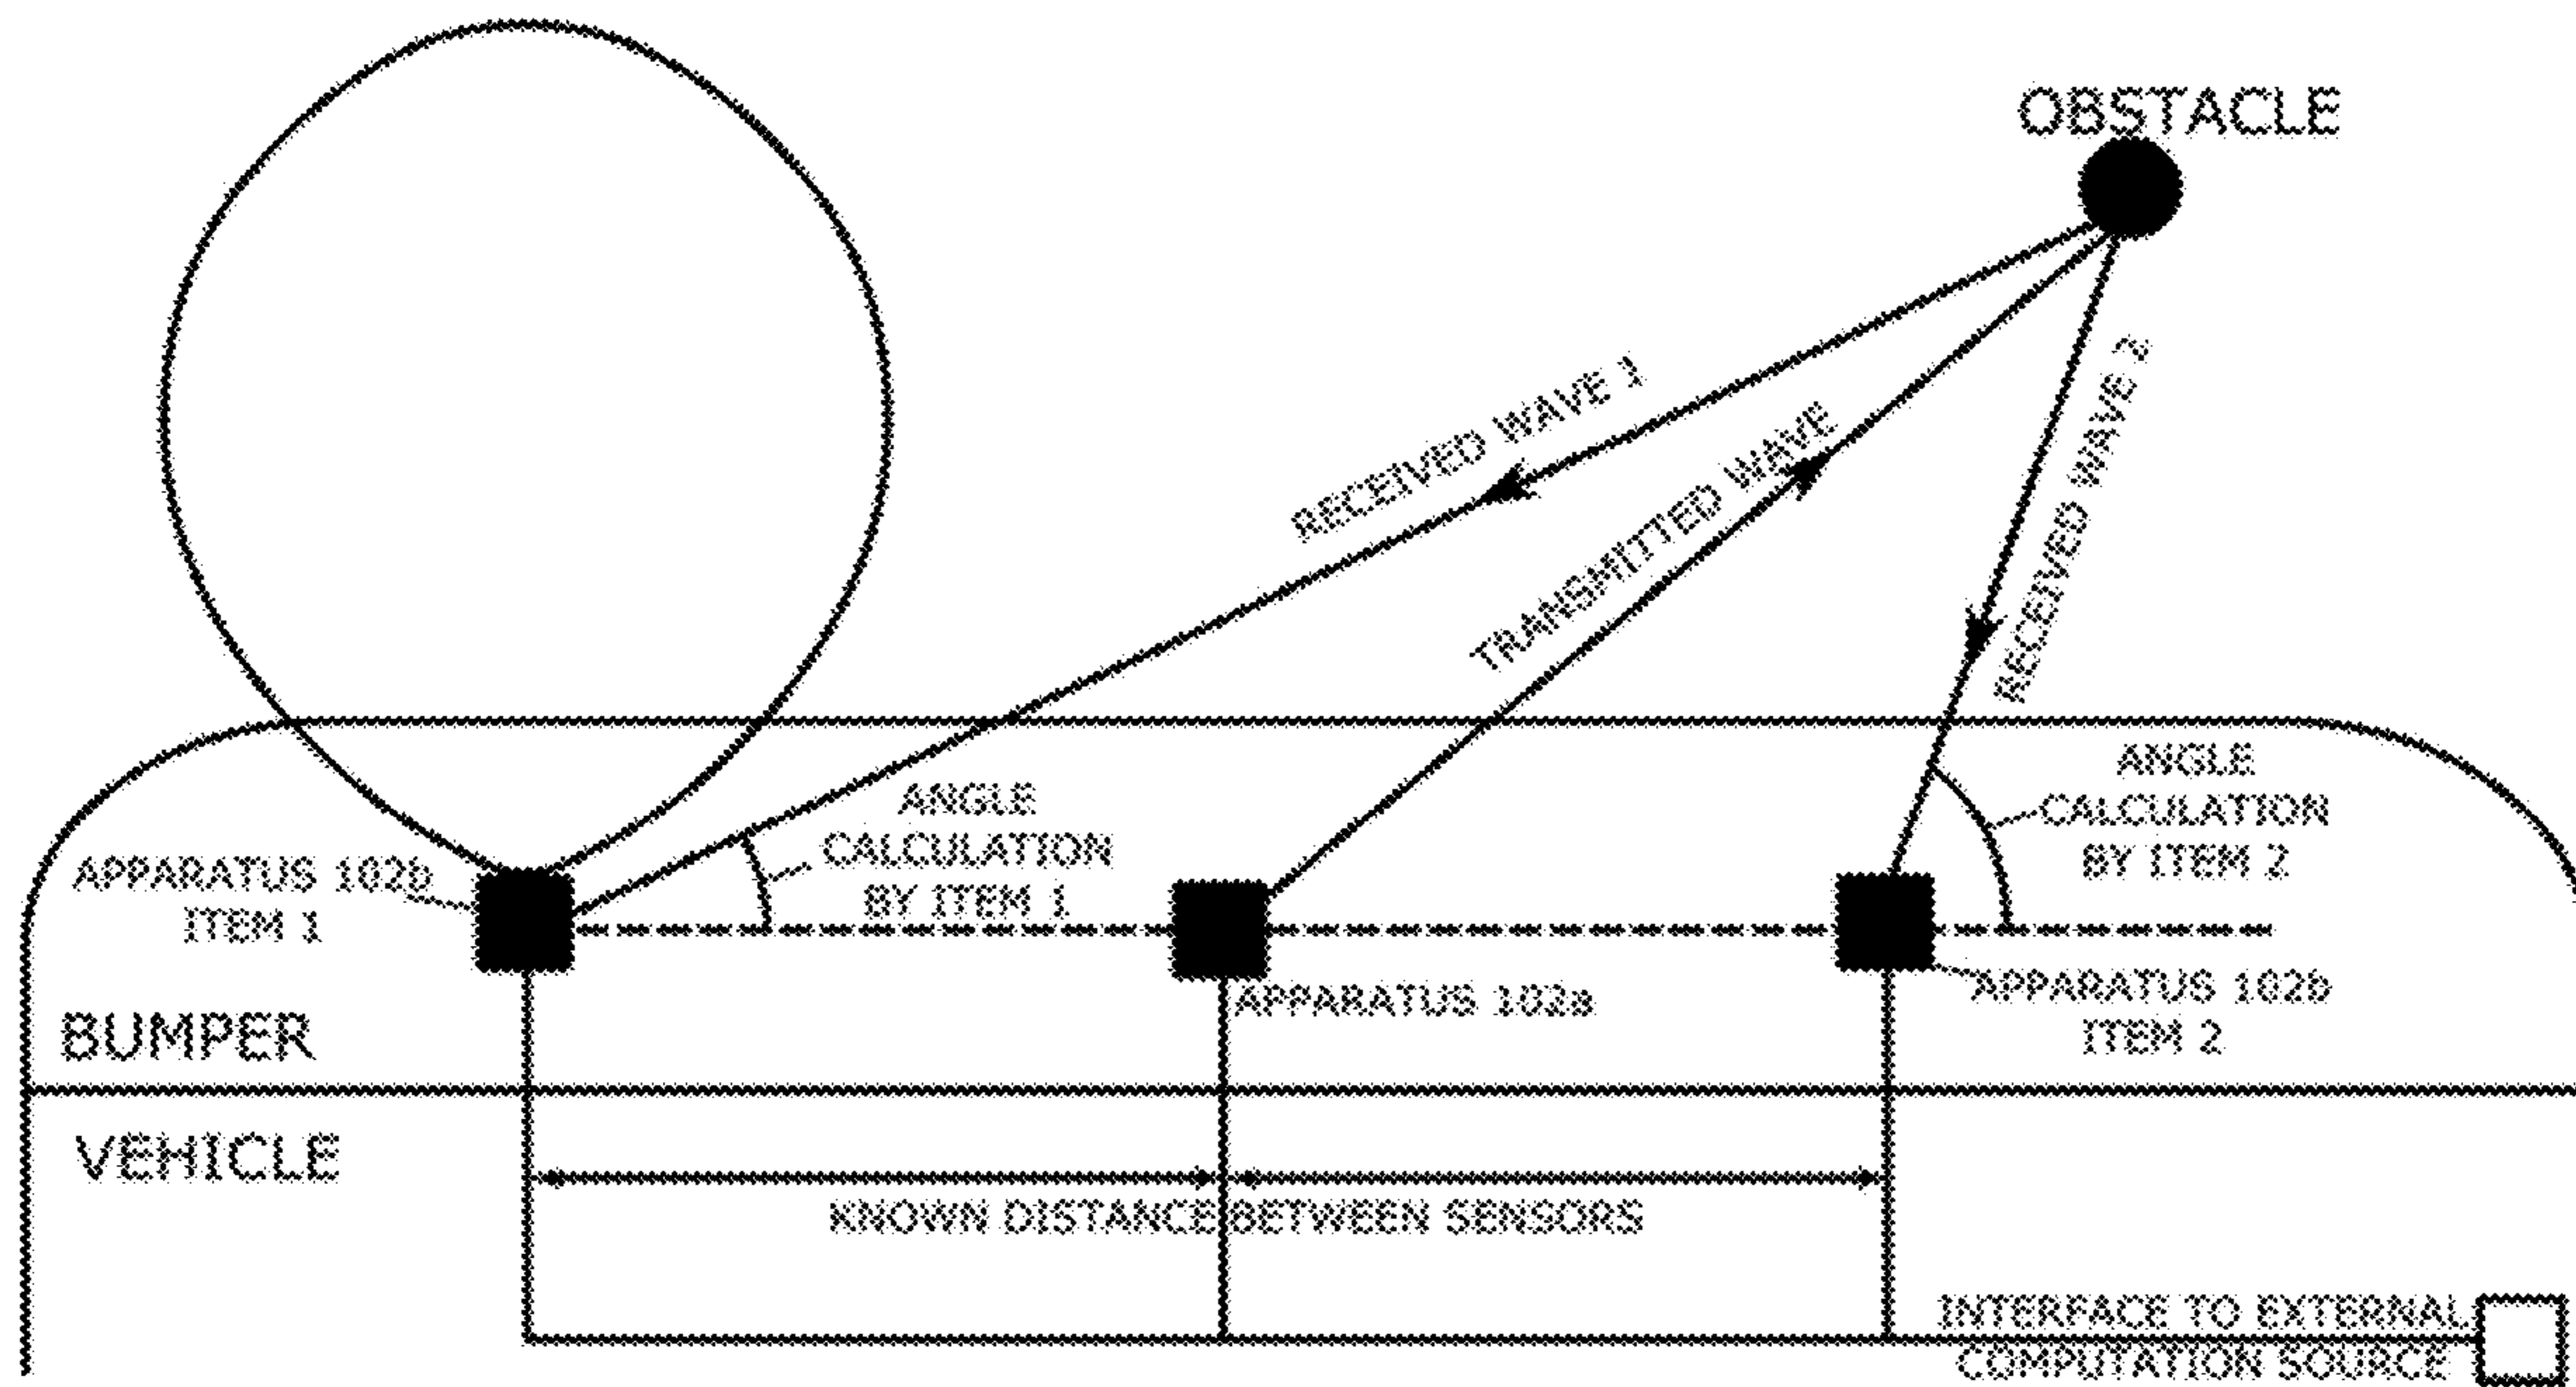 OBSTACLE
RECEIVED WAVE 1
TRANSMITTED WAVE
RECEIVED WAVE 2
ANGLE
CALCULATION
BY ITEM 1
ANGLE
CALCULATION
BY ITEM 2
APPARATUS 102b
ITEM 1
APPARATUS 102a
APPARATUS 102b
ITEM 2
BUMPER
VEHICLE
KNOWN DISTANCE BETWEEN SENSORS
INTERFACE TO EXTERNAL
COMPUTATION SOURCE